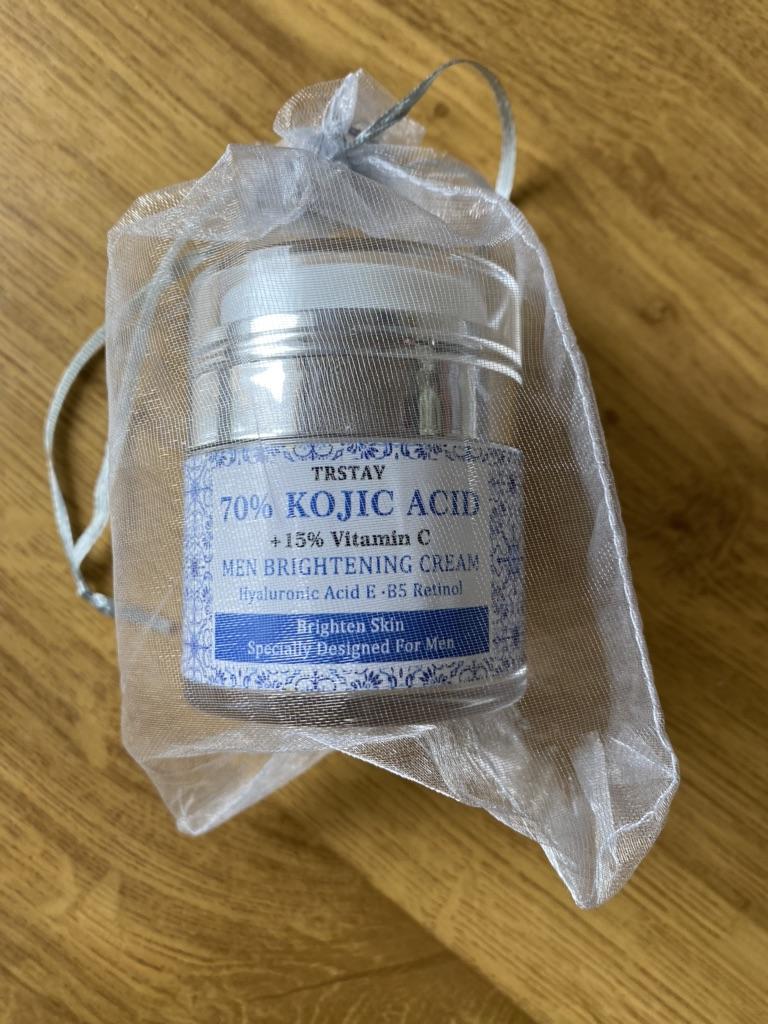 TRSTAY
70% KOJIC ACID
+15% Vitamin C
MEN BRIGHTENING CREAM
Hyaluronic Acid E ·B5 Retinol
Brighten Skin
Specially Designed For Men